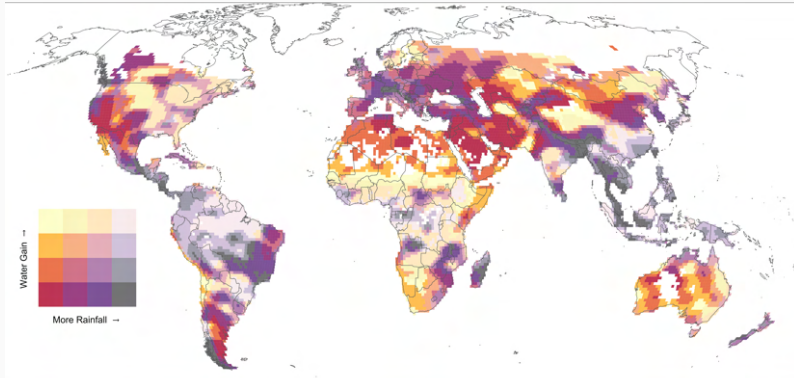 Water Gain →
More Rainfall →